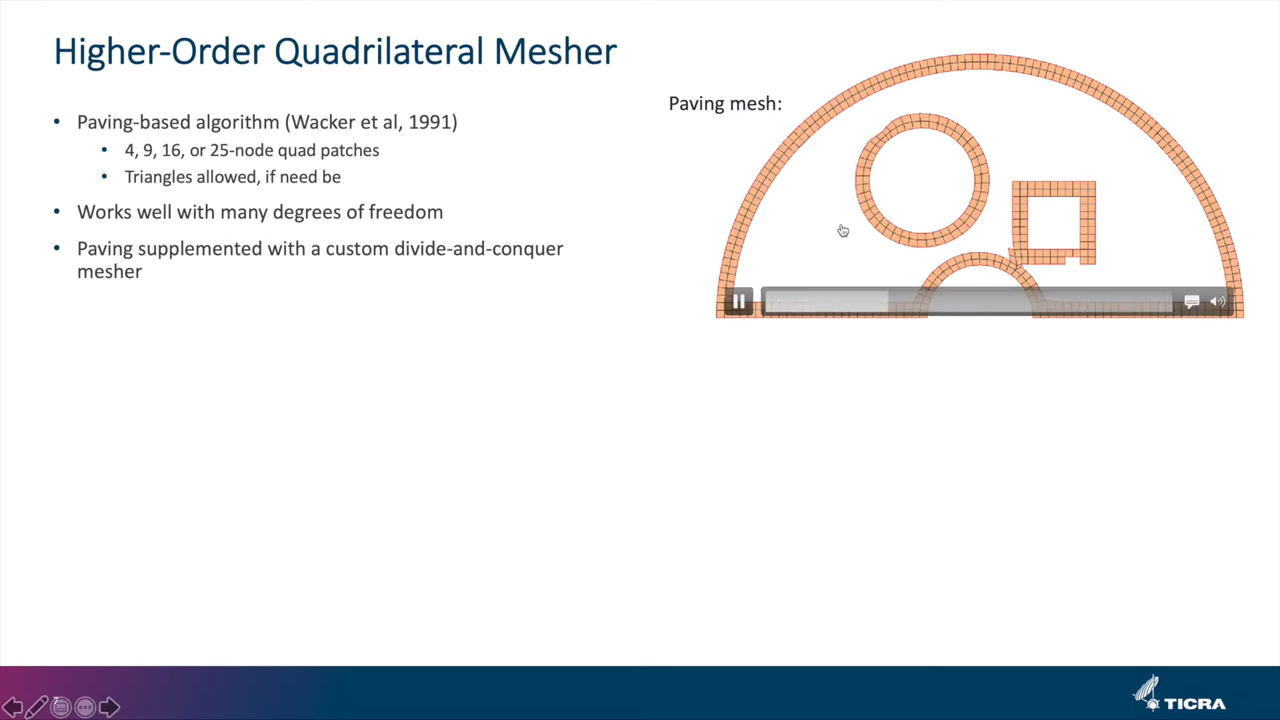 Higher-Order Quadrilateral Mesher
Paving mesh:
• Paving-based algorithm (Wacker et al, 1991)
• 4, 9, 16, or 25-node quad patches
• Triangles allowed, if need be
• Works well with many degrees of freedom
• Paving supplemented with a custom divide-and-conquer
mesher
7
TICRA